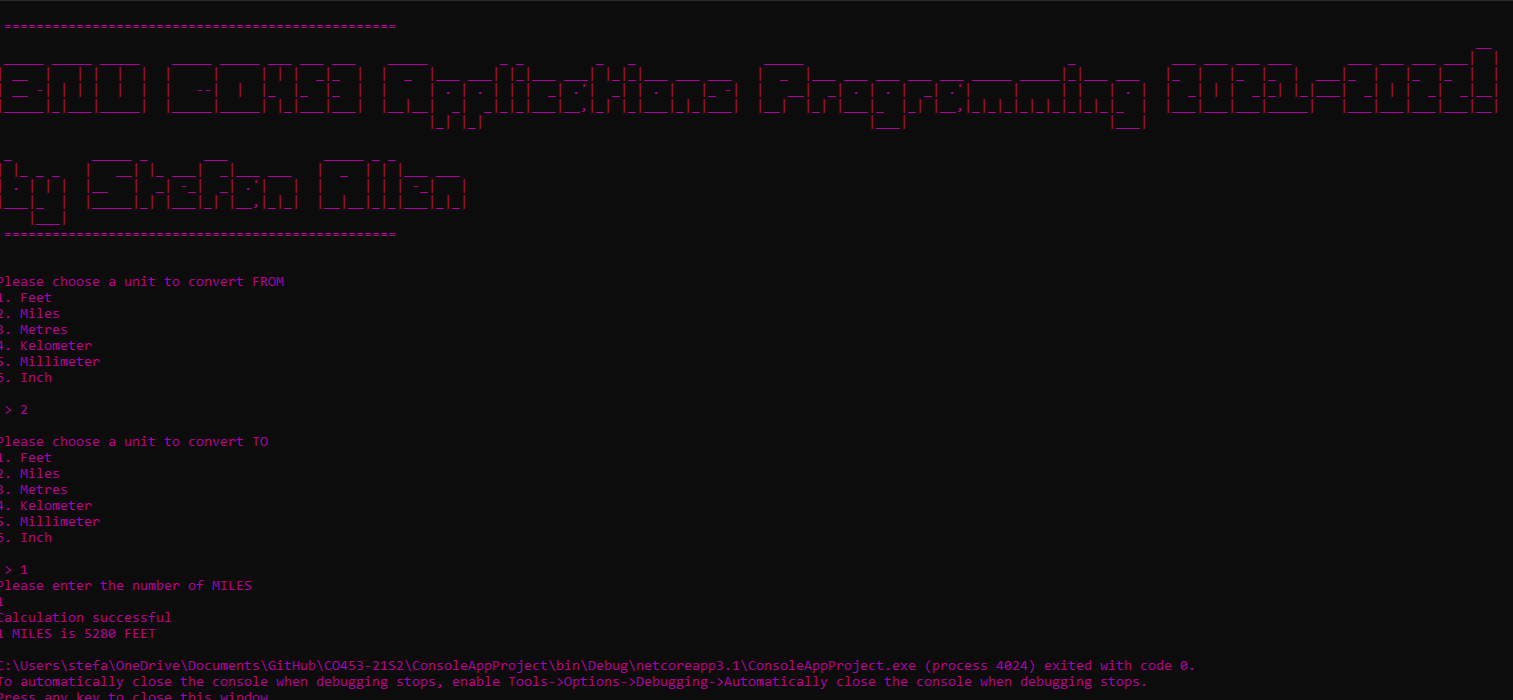 =================================================
BNU CO453 Applications Programming 2021-2022!
by Stefan Allen
=================================================
Please choose a unit to convert FROM
1. Feet
2. Miles
3. Metres
4. Kelometer
5. Millimeter
6. Inch
> 2
Please choose a unit to convert TO
1. Feet
2. Miles
3. Metres
4. Kelometer
5. Millimeter
6. Inch
> 1
Please enter the number of MILES
1
Calculation successful
1 MILES is 5280 FEET
C:\Users\stefa\OneDrive\Documents\GitHub\CO453-21S2\ConsoleAppProject\bin\Debug\netcoreapp3.1\ConsoleAppProject.exe (process 4024) exited with code 0.
To automatically close the console when debugging stops, enable Tools->Options->Debugging->Automatically close the console when debugging stops.
Press any key to close this window